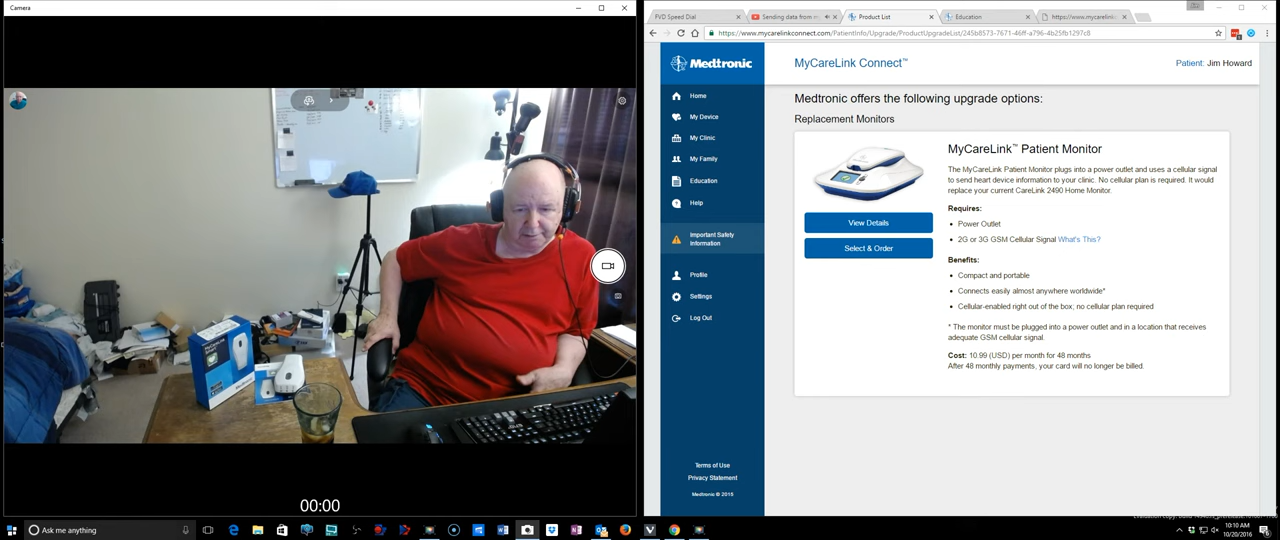 Camera
00:00
FVD Speed Dial
Sending data from m
Product List
Education
https://www.mycarelink
https://www.mycarelinkconnect.com/PatientInfo/Upgrade/ProductUpgradeList/245b8573-7671-46ff-a796-4b25fb1297c8
Medtronic
MyCareLink Connect™
Patient: Jim Howard
Home
My Device
My Clinic
My Family
Education
Help
Important Safety
Information
Profile
Settings
Log Out
Terms of Use
Privacy Statement
Medtronic © 2015
Medtronic offers the following upgrade options:
Replacement Monitors
View Details
Select & Order
MyCareLink™ Patient Monitor
The MyCareLink Patient Monitor plugs into a power outlet and uses a cellular signal
to send heart device information to your clinic. No cellular plan is required. It would
replace your current CareLink 2490 Home Monitor.
Requires:
• Power Outlet
• 2G or 3G GSM Cellular Signal What's This?
Benefits:
• Compact and portable
• Connects easily almost anywhere worldwide*
• Cellular-enabled right out of the box; no cellular plan required
* The monitor must be plugged into a power outlet and in a location that receives
adequate GSM cellular signal.
Cost: 10.99 (USD) per month for 48 months
After 48 monthly payments, your card will no longer be billed.
Ask me anything
10:10 AM
10/20/2016